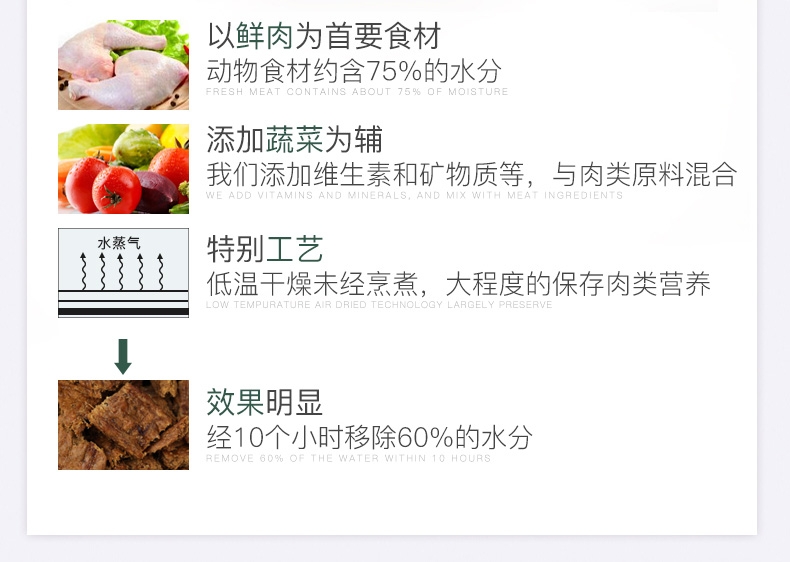 以鲜肉为首要食材
动物食材约含75%的水分
FRESH MEAT CONTAINS ABOUT 75% OF MOISTURE
添加蔬菜为辅
我们添加维生素和矿物质等，与肉类原料混合
WE ADD VITAMINS AND MINERALS, AND MIX WITH MEAT INGREDIENTS
水蒸气
特别工艺
低温干燥未经烹煮，大程度的保存肉类营养
LOW TEMPURATURE AIR DRIED TECHNOLOGY LARGELY PRESERVE
效果明显
经10个小时移除60%的水分
REMOVE 60% OF THE WATER WITHIN 10 HOURS